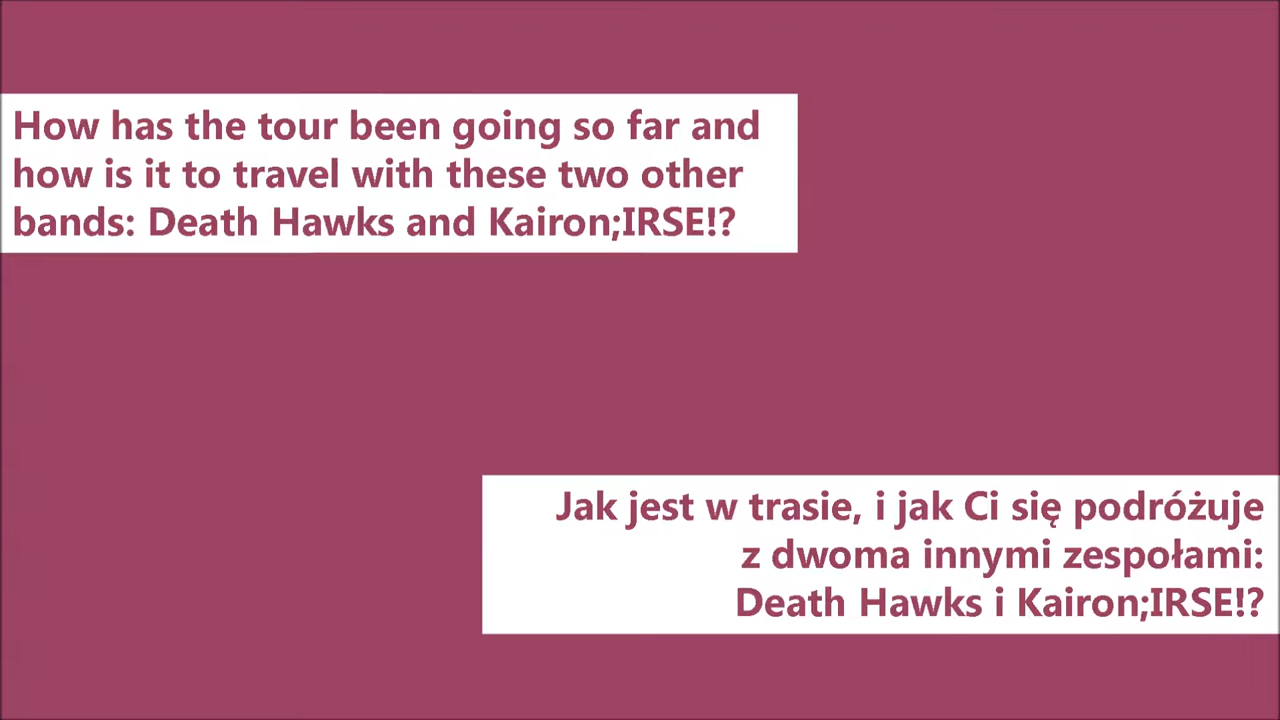 How has the tour been going so far and
how is it to travel with these two other
bands: Death Hawks and Kairon;IRSE!?
Jak jest w trasie, i jak Ci się podróżuje
z dwoma innymi zespołami:
Death Hawks i Kairon;IRSE!?